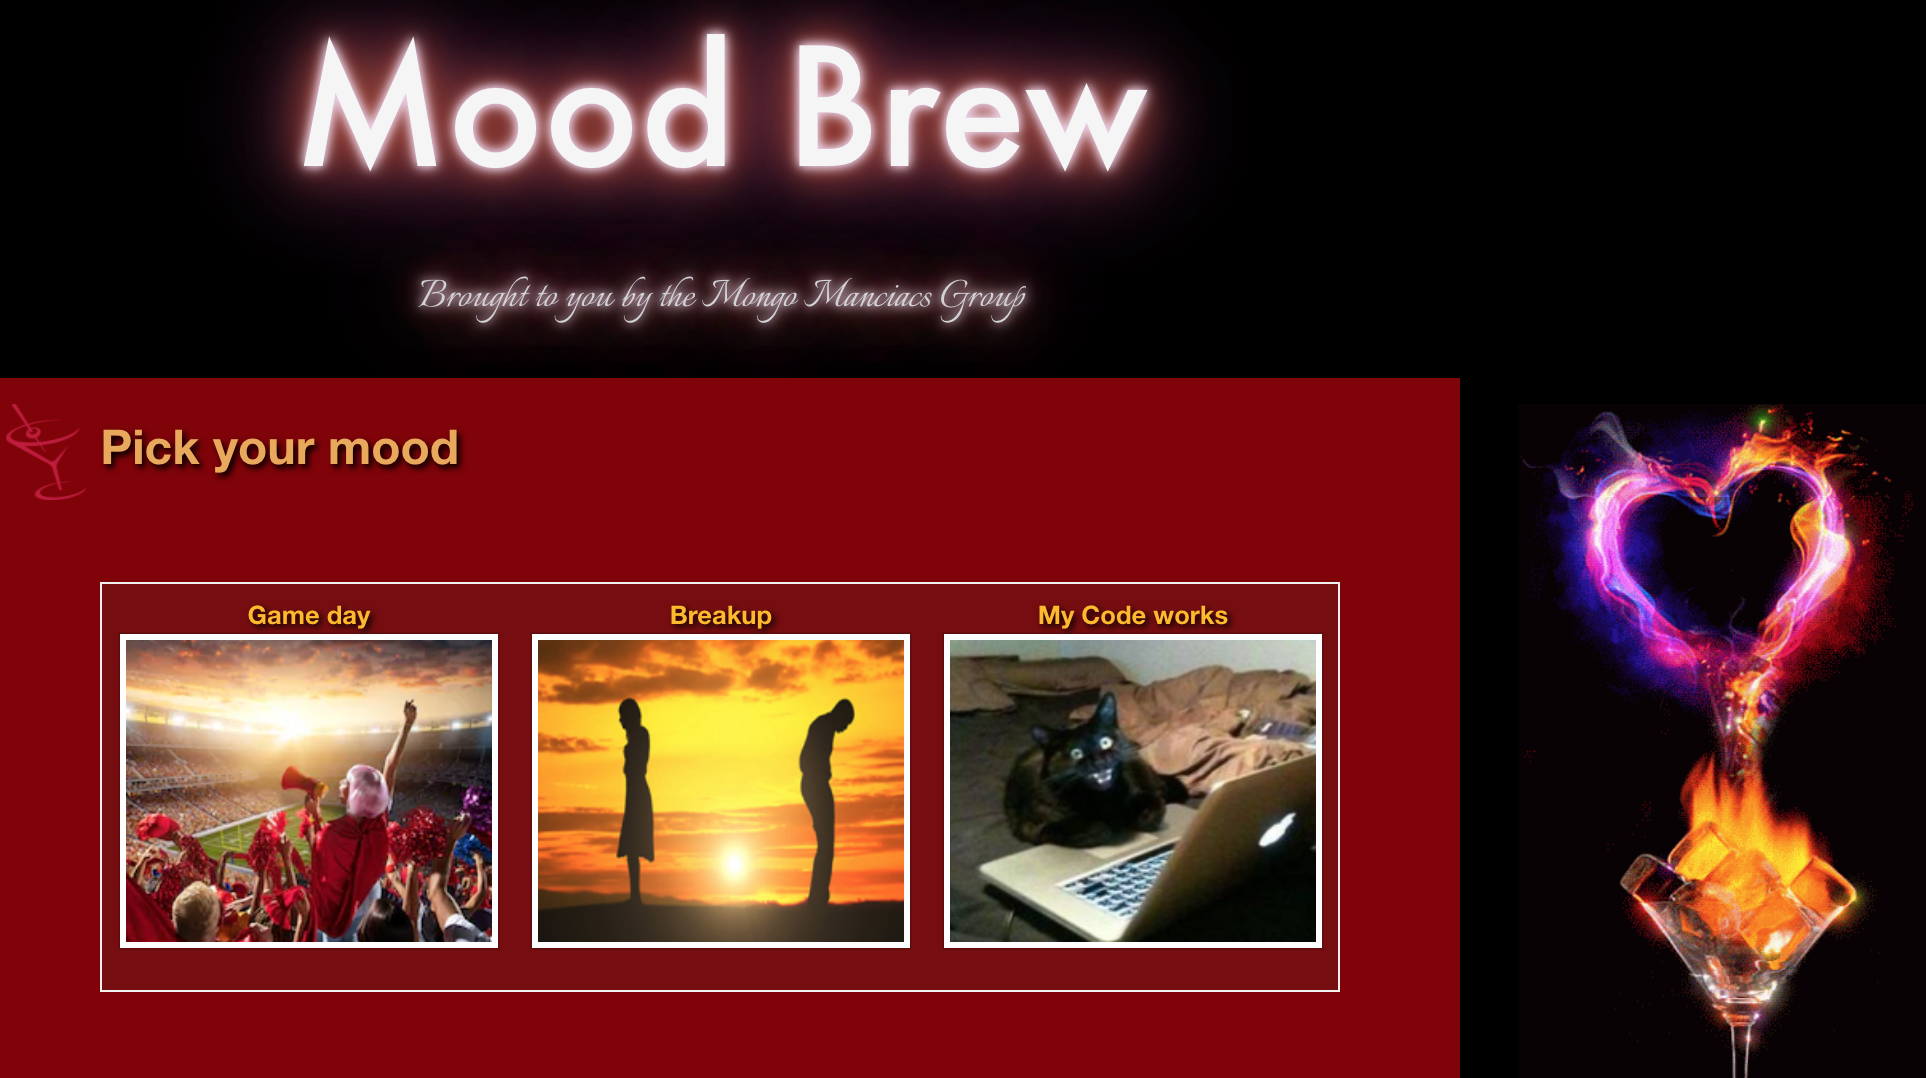 Mood Brew
Brought to you by the Mongo Manciacs Group
Pick your mood
Game day
Breakup
My Code works